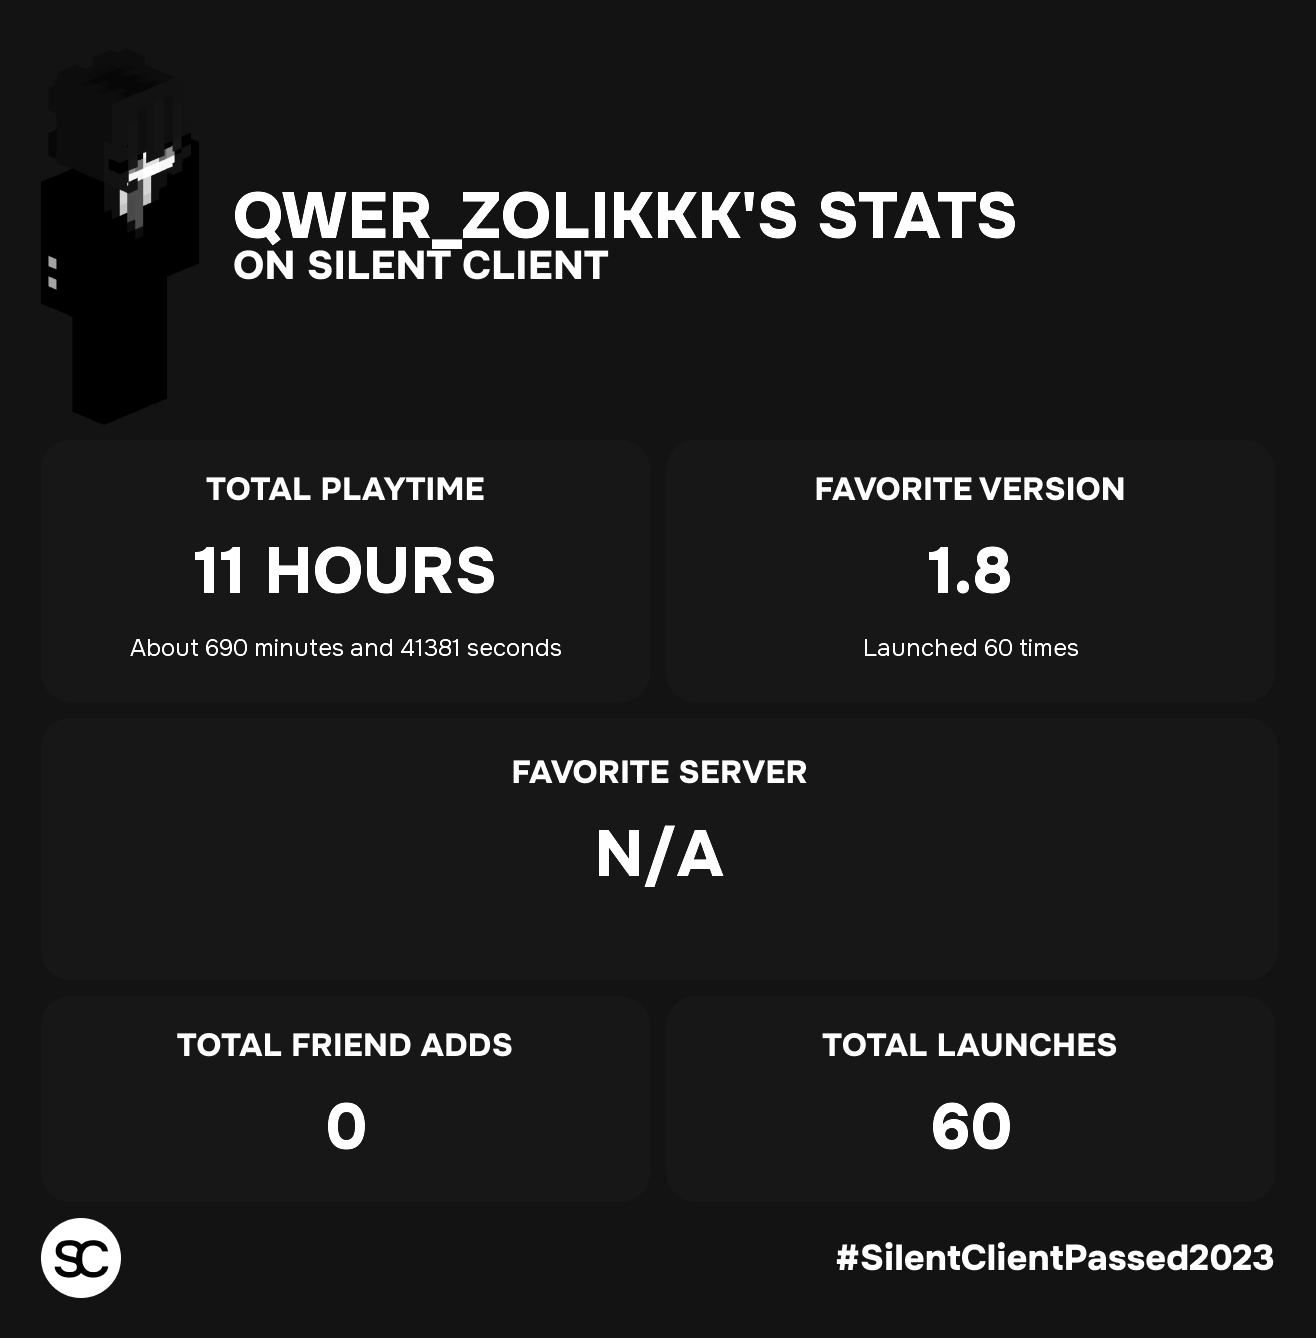 QWER_ZOLIKKK'S STATS
ON SILENT CLIENT
TOTAL PLAYTIME
11 HOURS
About 690 minutes and 41381 seconds
FAVORITE VERSION
1.8
Launched 60 times
FAVORITE SERVER
N/A
TOTAL FRIEND ADDS
0
TOTAL LAUNCHES
60
SC
#SilentClientPassed2023